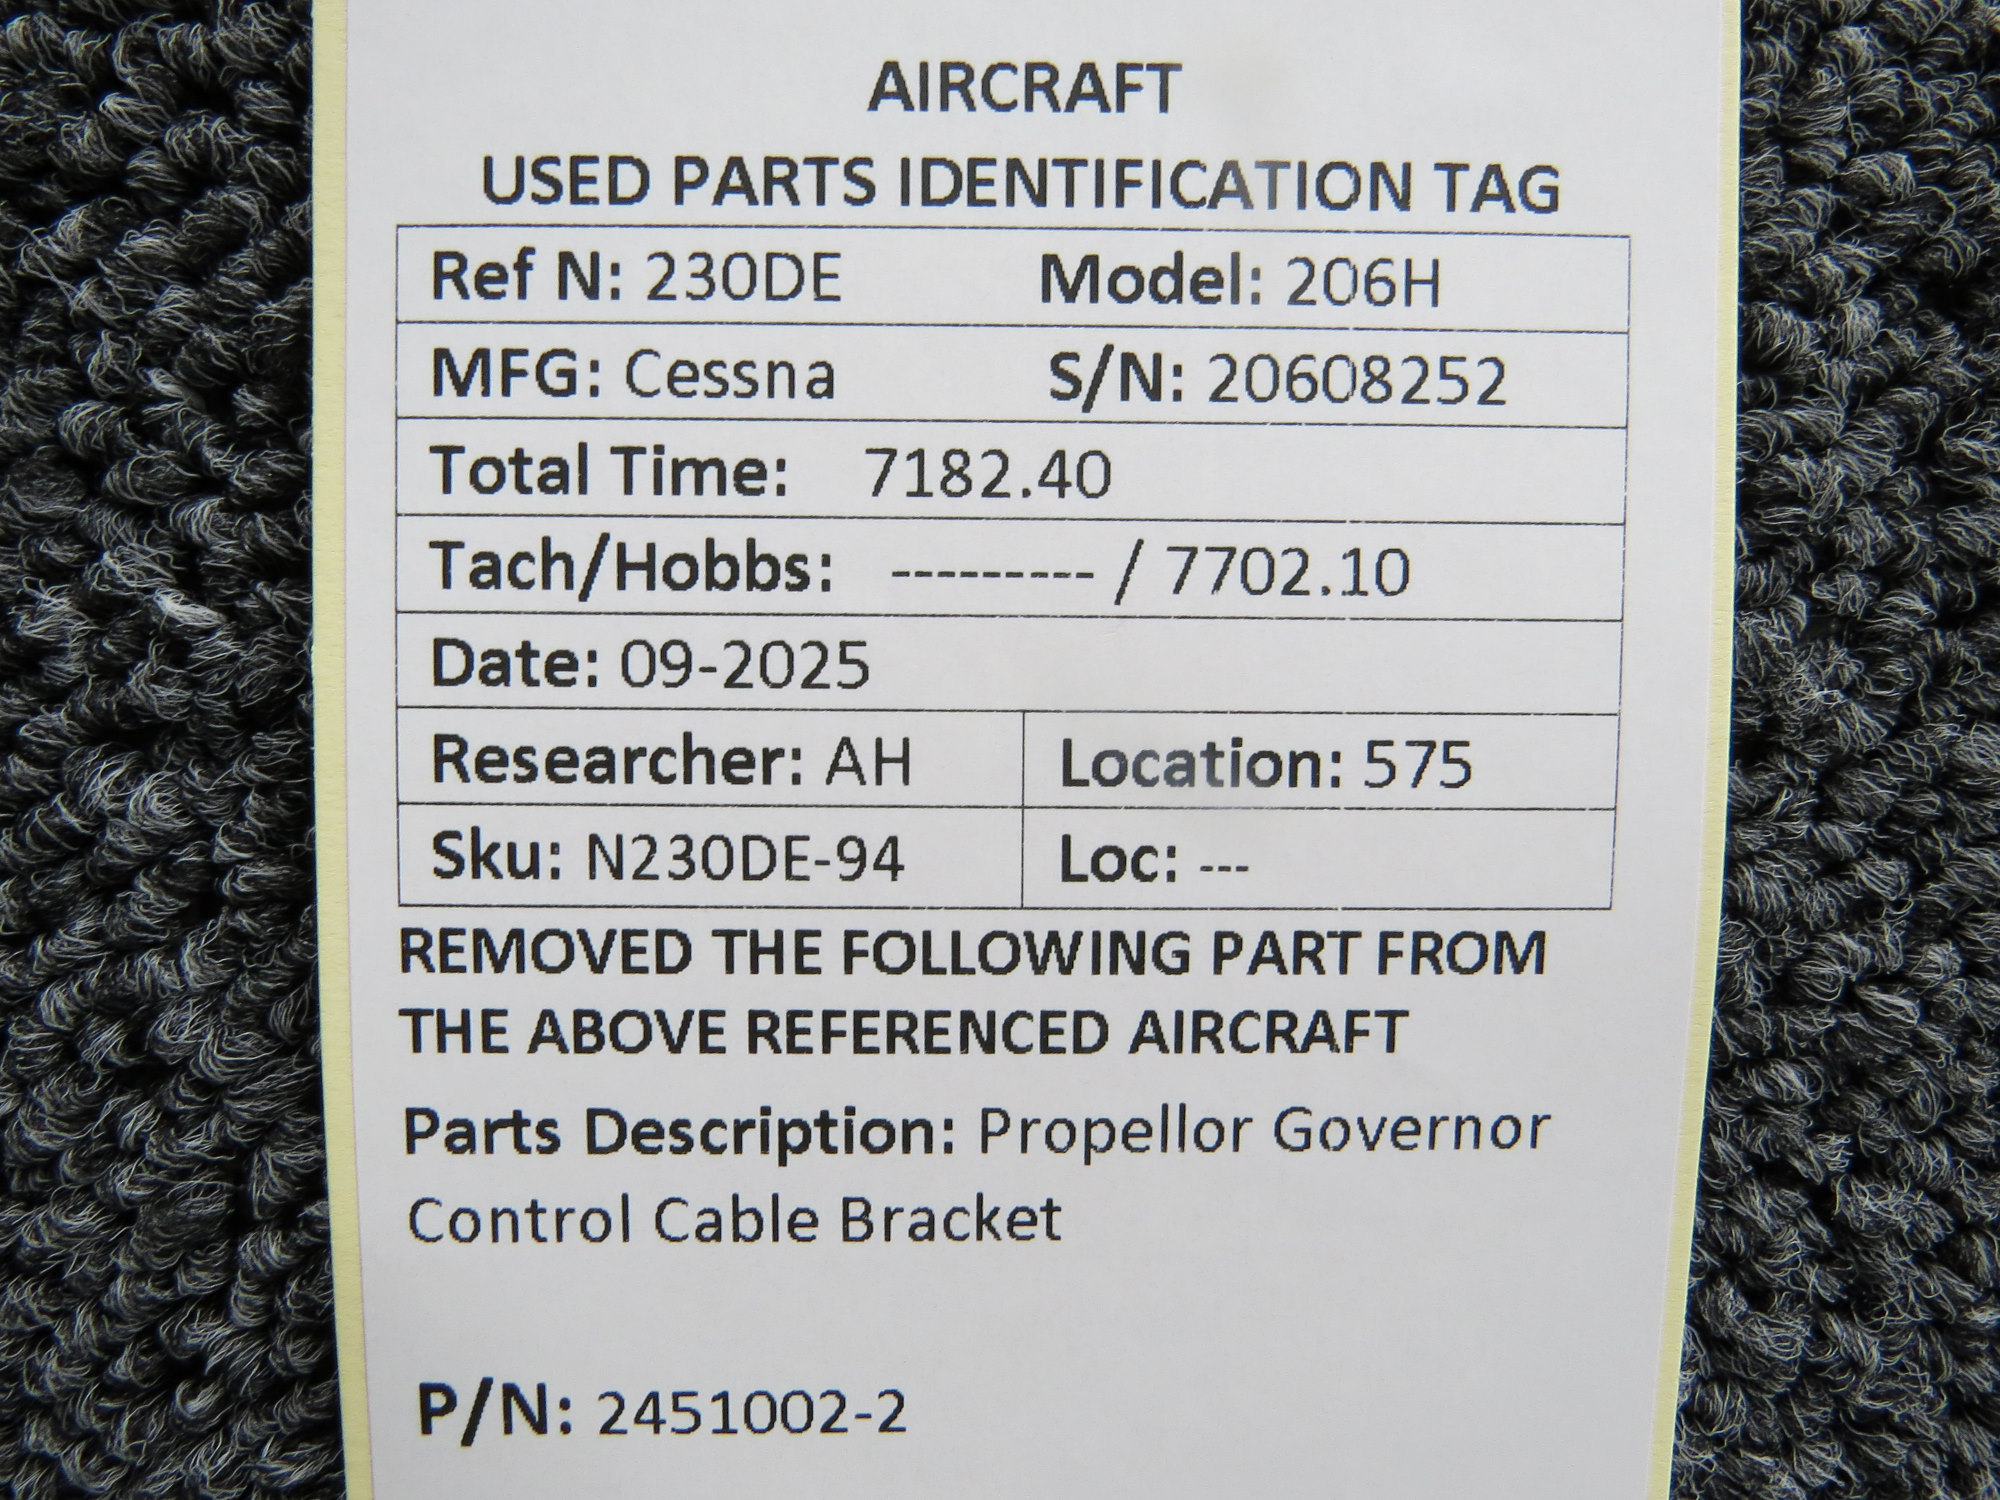 AIRCRAFT
USED PARTS IDENTIFICATION TAG
Ref N: 230DE Model: 206H
MFG: Cessna S/N: 20608252
Total Time: 7182.40
Tach/Hobbs: --------- / 7702.10
Date: 09-2025
Researcher: AH Location: 575
Sku: N230DE-94 Loc: ---
REMOVED THE FOLLOWING PART FROM
THE ABOVE REFERENCED AIRCRAFT
Parts Description: Propellor Governor
Control Cable Bracket
P/N: 2451002-2